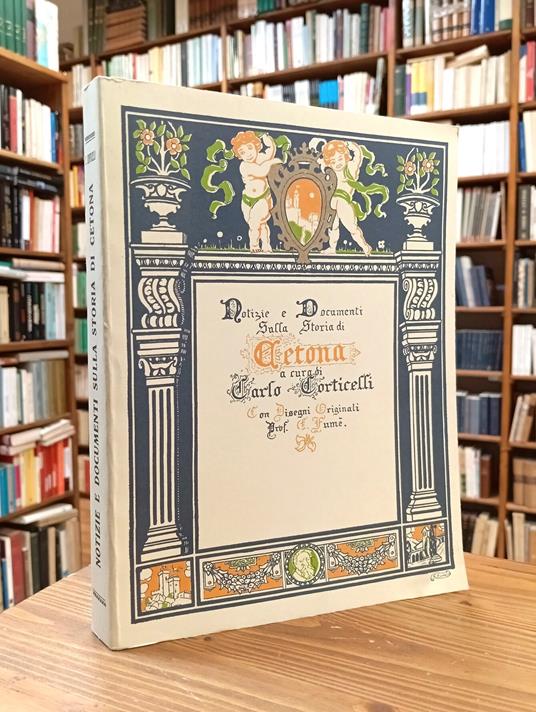 Notizie e Documenti
Sulla Storia di
Cetona
a cura di
Carlo Corticelli
Con Disegni Originali
Prof. C. Fumè.
NOTIZIE E DOCUMENTI SULLA STORIA DI CETONA